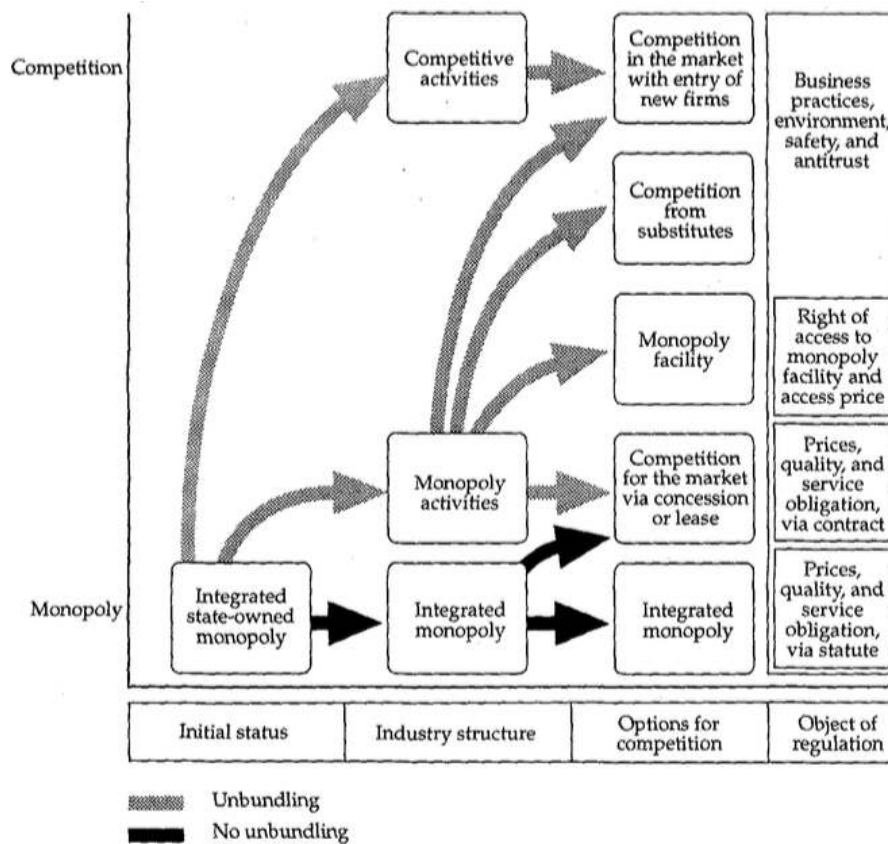 Competition
Competitive
activities
Competition
in the market
with entry of
new firms
Business
practices,
environment,
safety, and
antitrust
Competition
from
substitutes
Monopoly
facility
Right of
access to
monopoly
facility and
access price
Monopoly
activities
Competition
for the market
via concession
or lease
Prices,
quality, and
service
obligation,
via contract
Monopoly
Integrated
state-owned
monopoly
Integrated
monopoly
Integrated
monopoly
Prices,
quality, and
service
obligation,
via statute
Initial status
Industry structure
Options for
competition
Object of
regulation
Unbundling
No unbundling